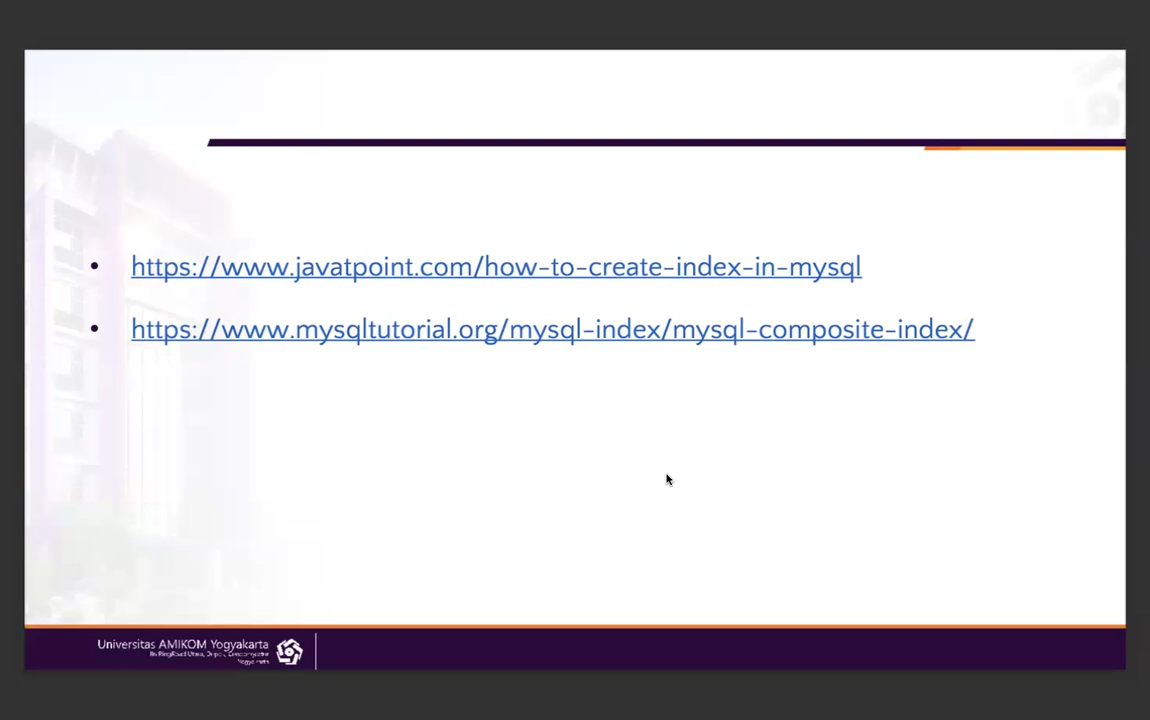 • https://www.javatpoint.com/how-to-create-index-in-mysql
• https://www.mysqltutorial.org/mysql-index/mysql-composite-index/
Universitas AMIKOM Yogyakarta
Yogyakarta